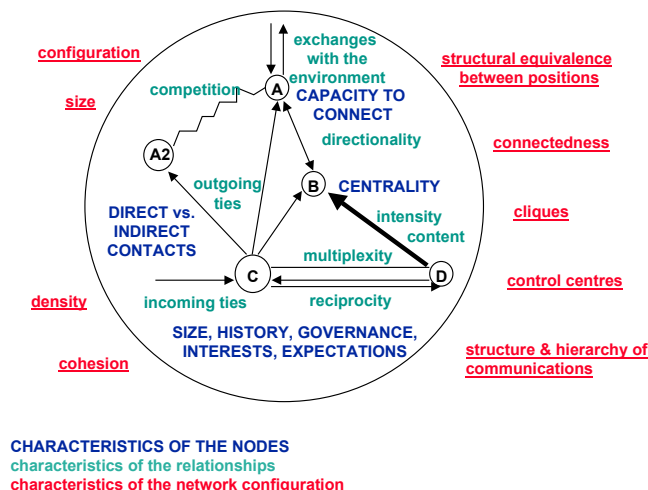 configuration
exchanges
with the
environment
structural equivalence
between positions
size
competition
A
CAPACITY TO
CONNECT
directionality
connectedness
A2
outgoing
ties
B
CENTRALITY
DIRECT vs.
INDIRECT
CONTACTS
intensity
content
cliques
multiplexity
C
D
control centres
density
incoming ties
reciprocity
SIZE, HISTORY, GOVERNANCE,
INTERESTS, EXPECTATIONS
cohesion
structure & hierarchy of
communications
CHARACTERISTICS OF THE NODES
characteristics of the relationships
characteristics of the network configuration